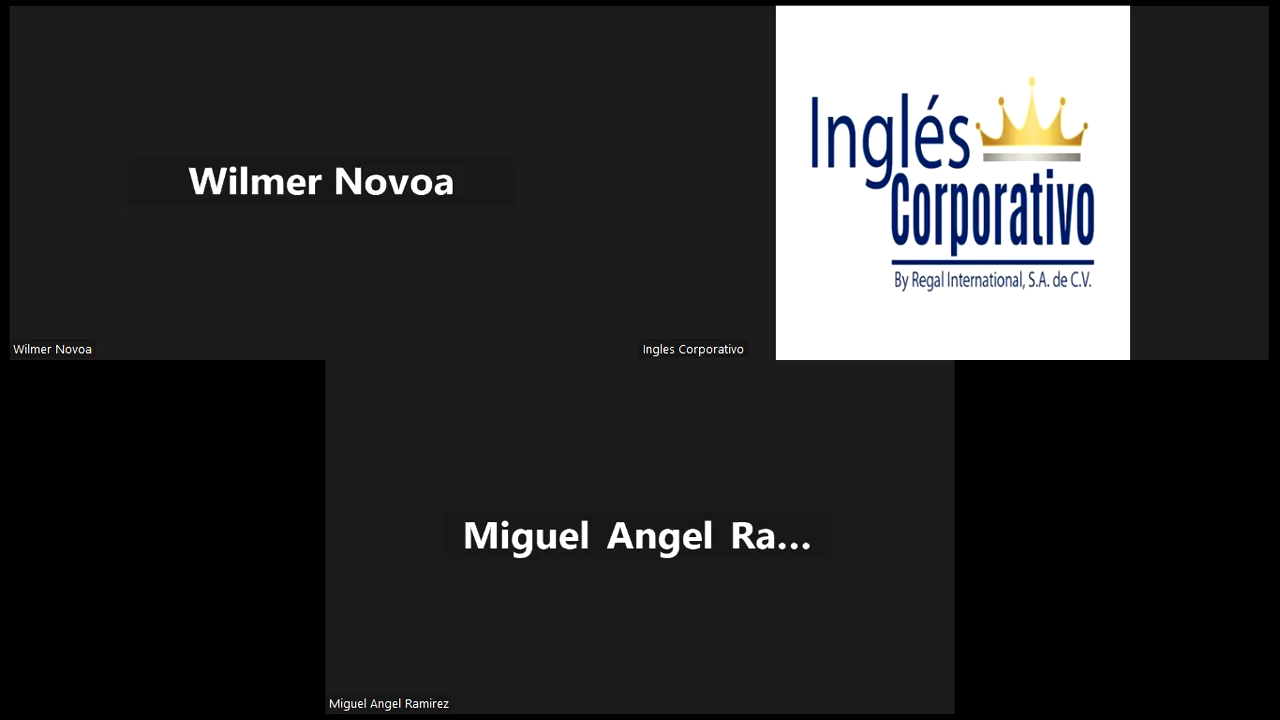 Wilmer Novoa
Wilmer Novoa
Inglés
Corporativo
By Regal International, S.A. de C.V.
Ingles Corporativo
Miguel Angel Ra...
Miguel Angel Ramirez